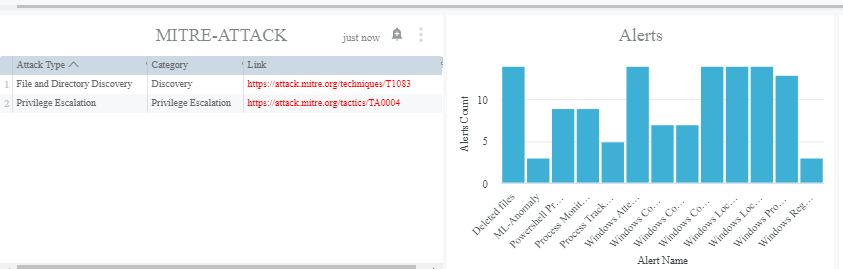 MITRE-ATTACK
just now
Attack Type Category Link
1 File and Directory Discovery Discovery https://attack.mitre.org/techniques/T1083
2 Privilege Escalation Privilege Escalation https://attack.mitre.org/tactics/TA0004
Alerts
Alerts Count
10
5
0
Deleted files
ML-Anomaly
Powershell Pr...
Process Monit...
Process Track...
Windows Atte...
Windows Co...
Windows Co...
Windows Co...
Windows Loc...
Windows Loc...
Windows Pro...
Windows Reg...
Alert Name